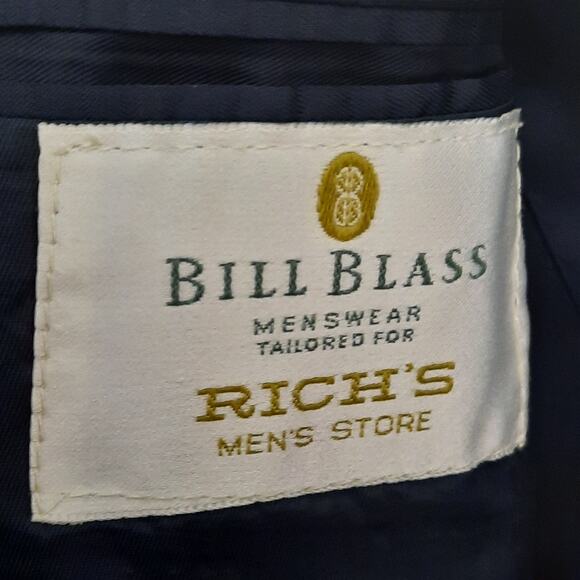 BILL BLASS
MENSWEAR
TAILORED FOR
RICH'S
MEN'S STORE